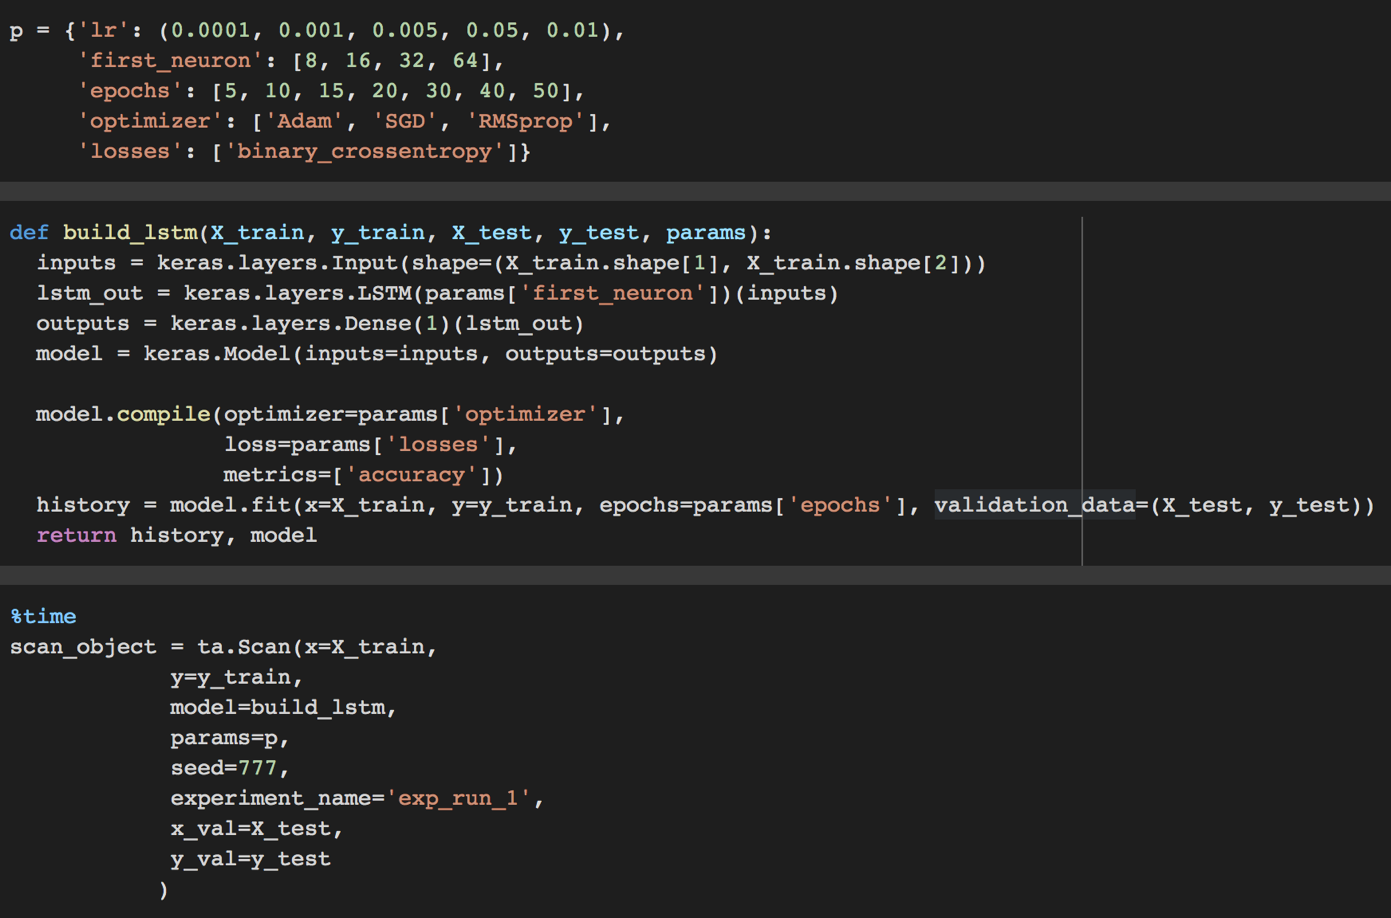 p = {'lr': (0.0001, 0.001, 0.005, 0.05, 0.01),
     'first_neuron': [8, 16, 32, 64],
     'epochs': [5, 10, 15, 20, 30, 40, 50],
     'optimizer': ['Adam', 'SGD', 'RMSprop'],
     'losses': ['binary_crossentropy']}
def build_lstm(X_train, y_train, X_test, y_test, params):
  inputs = keras.layers.Input(shape=(X_train.shape[1], X_train.shape[2]))
  lstm_out = keras.layers.LSTM(params['first_neuron'])(inputs)
  outputs = keras.layers.Dense(1)(lstm_out)
  model = keras.Model(inputs=inputs, outputs=outputs)
  model.compile(optimizer=params['optimizer'],
                loss=params['losses'],
                metrics=['accuracy'])
  history = model.fit(x=X_train, y=y_train, epochs=params['epochs'], validation_data=(X_test, y_test))
  return history, model
%time
scan_object = ta.Scan(x=X_train,
            y=y_train,
            model=build_lstm,
            params=p,
            seed=777,
            experiment_name='exp_run_1',
            x_val=X_test,
            y_val=y_test
           )